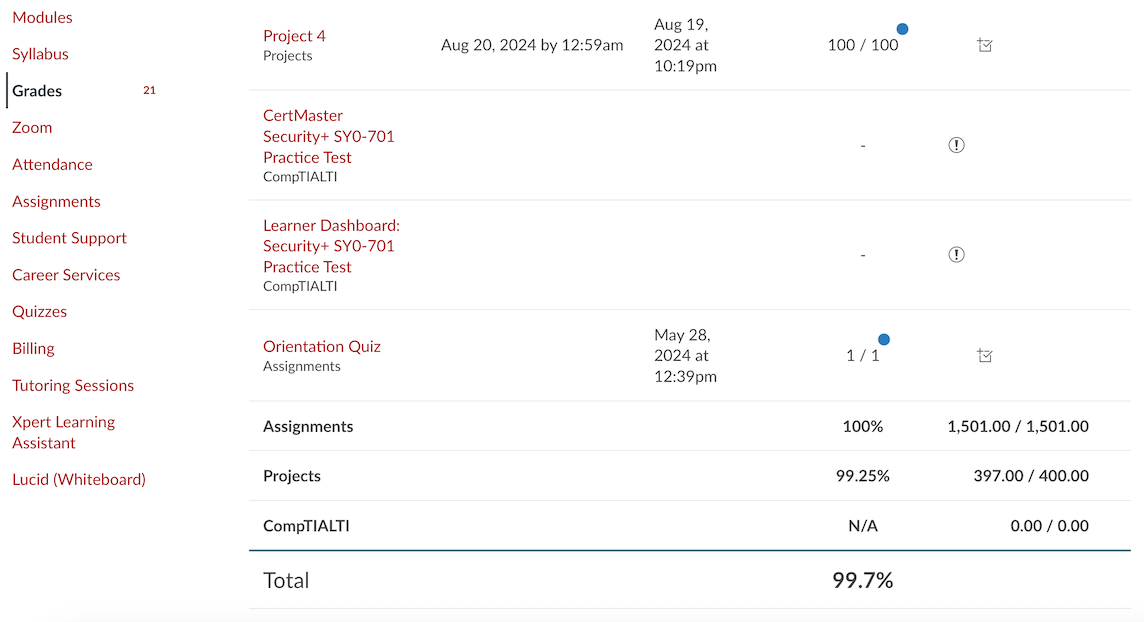 Modules
Syllabus
Grades 21
Zoom
Attendance
Assignments
Student Support
Career Services
Quizzes
Billing
Tutoring Sessions
Xpert Learning
Assistant
Lucid (Whiteboard)
Project 4
Projects
Aug 20, 2024 by 12:59am
Aug 19,
2024 at
10:19pm
100 / 100
CertMaster
Security+ SY0-701
Practice Test
CompTIALTI
-
Learner Dashboard:
Security+ SY0-701
Practice Test
CompTIALTI
-
Orientation Quiz
Assignments
May 28,
2024 at
12:39pm
1 / 1
Assignments 100% 1,501.00 / 1,501.00
Projects 99.25% 397.00 / 400.00
CompTIALTI N/A 0.00 / 0.00
Total 99.7%